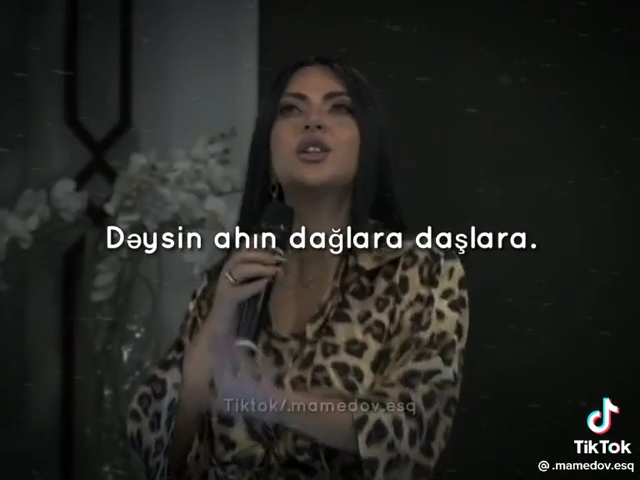 Dəysin ahın dağlara daşlara.
Tiktok/.mamedov.esq
TikTok
@.mamedov.esq